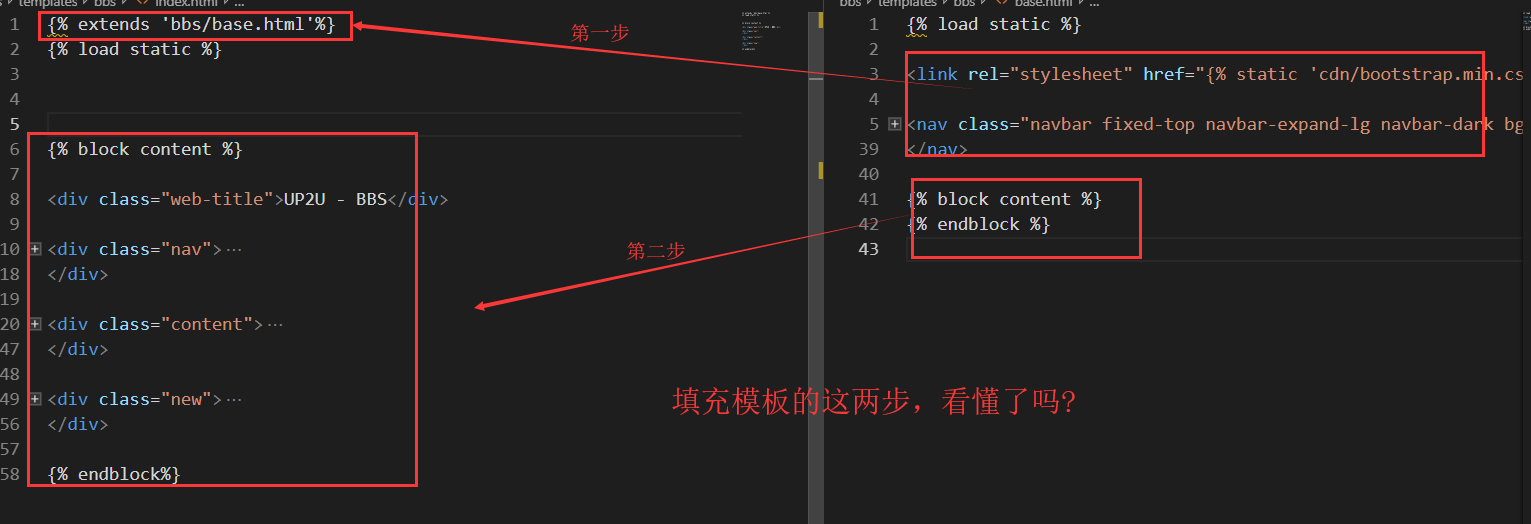 templates > bbs > index.html > ...
1 {% extends 'bbs/base.html'%}
2 {% load static %}
3
4
5
6 {% block content %}
7
8 <div class="web-title">UP2U - BBS</div>
9
10 <div class="nav">…
18 </div>
19
20 <div class="content">…
47 </div>
48
49 <div class="new">…
56 </div>
57
58 {% endblock%}
第一步
第二步
填充模板的这两步，看懂了吗?
bbs > templates > bbs > base.html > ...
1 {% load static %}
2
3 <link rel="stylesheet" href="{% static 'cdn/bootstrap.min.cs
4
5 <nav class="navbar fixed-top navbar-expand-lg navbar-dark bg
39 </nav>
40
41 {% block content %}
42 {% endblock %}
43